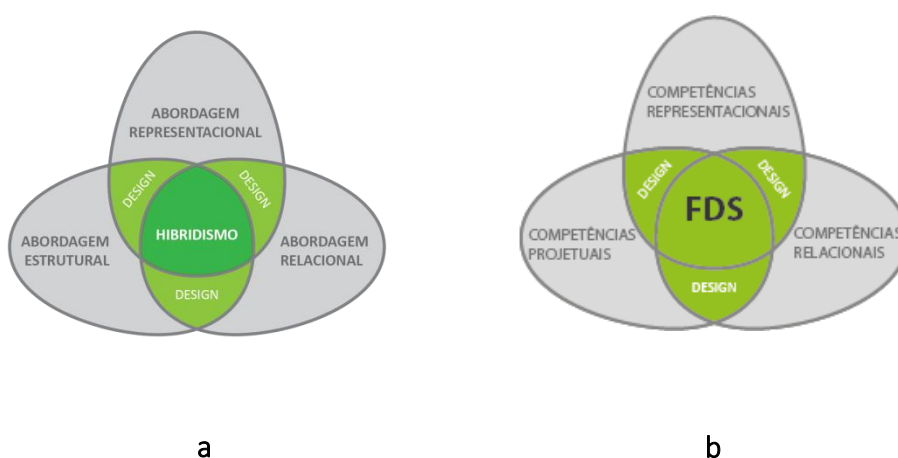 ABORDAGEM
REPRESENTACIONAL
DESIGN
DESIGN
HIBRIDISMO
ABORDAGEM
ESTRUTURAL
ABORDAGEM
RELACIONAL
DESIGN
a
COMPETÊNCIAS
REPRESENTACIONAIS
DESIGN
DESIGN
FDS
COMPETÊNCIAS
PROJETUAIS
COMPETÊNCIAS
RELACIONAIS
DESIGN
b